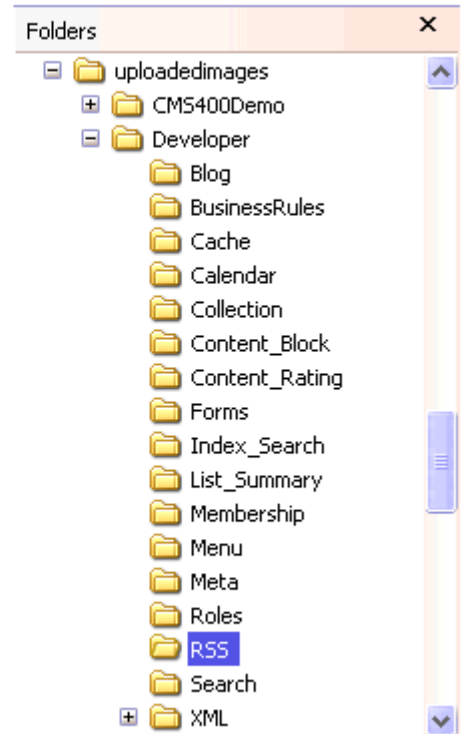 Folders
uploadedimages
CMS400Demo
Developer
Blog
BusinessRules
Cache
Calendar
Collection
Content_Block
Content_Rating
Forms
Index_Search
List_Summary
Membership
Menu
Meta
Roles
RSS
Search
XML